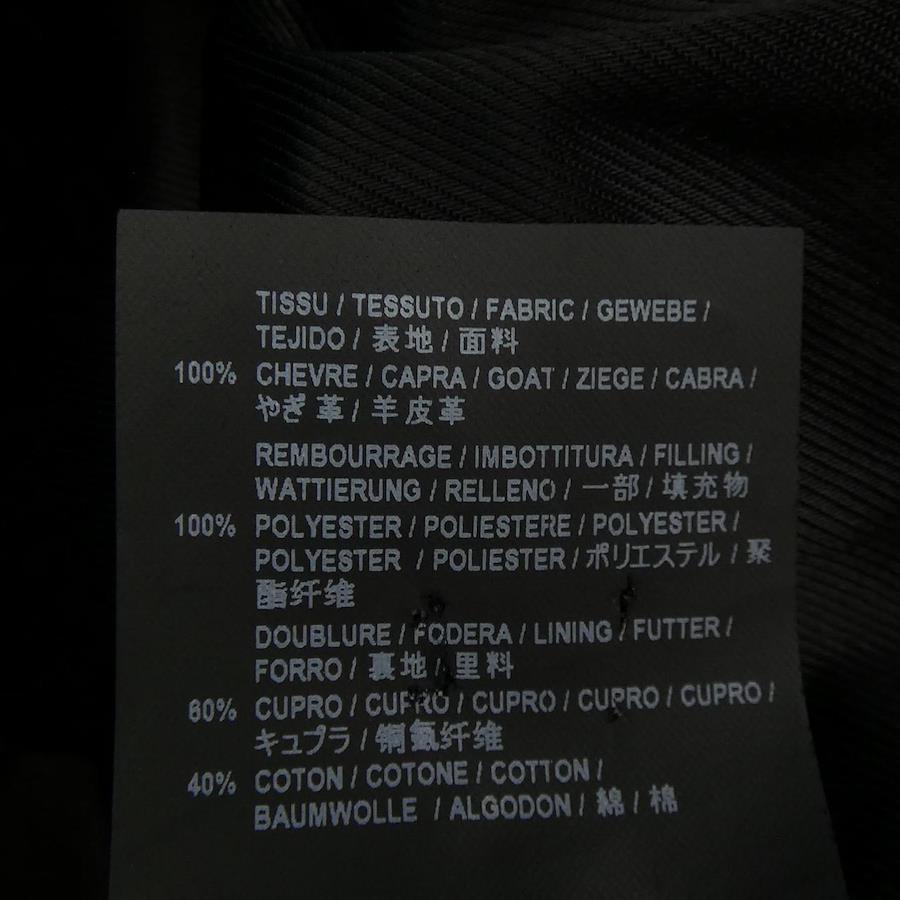 TISSU / TESSUTO / FABRIC / GEWEBE /
TEJIDO / 表地 / 面料
100% CHEVRE / CAPRA / GOAT / ZIEGE / CABRA /
やぎ革 / 羊皮革
REMBOURRAGE / IMBOTTITURA / FILLING /
WATTIERUNG / RELLENO / 一部 / 填充物
100% POLYESTER / POLIESTERE / POLYESTER /
POLYESTER / POLIESTER / ポリエステル / 聚
酯纤维
DOUBLURE / FODERA / LINING / FUTTER /
FORRO / 裏地 / 里料
60% CUPRO / CUPRO / CUPRO / CUPRO / CUPRO /
キュプラ / 铜氨纤维
40% COTON / COTONE / COTTON /
BAUMWOLLE / ALGODON / 綿 / 棉